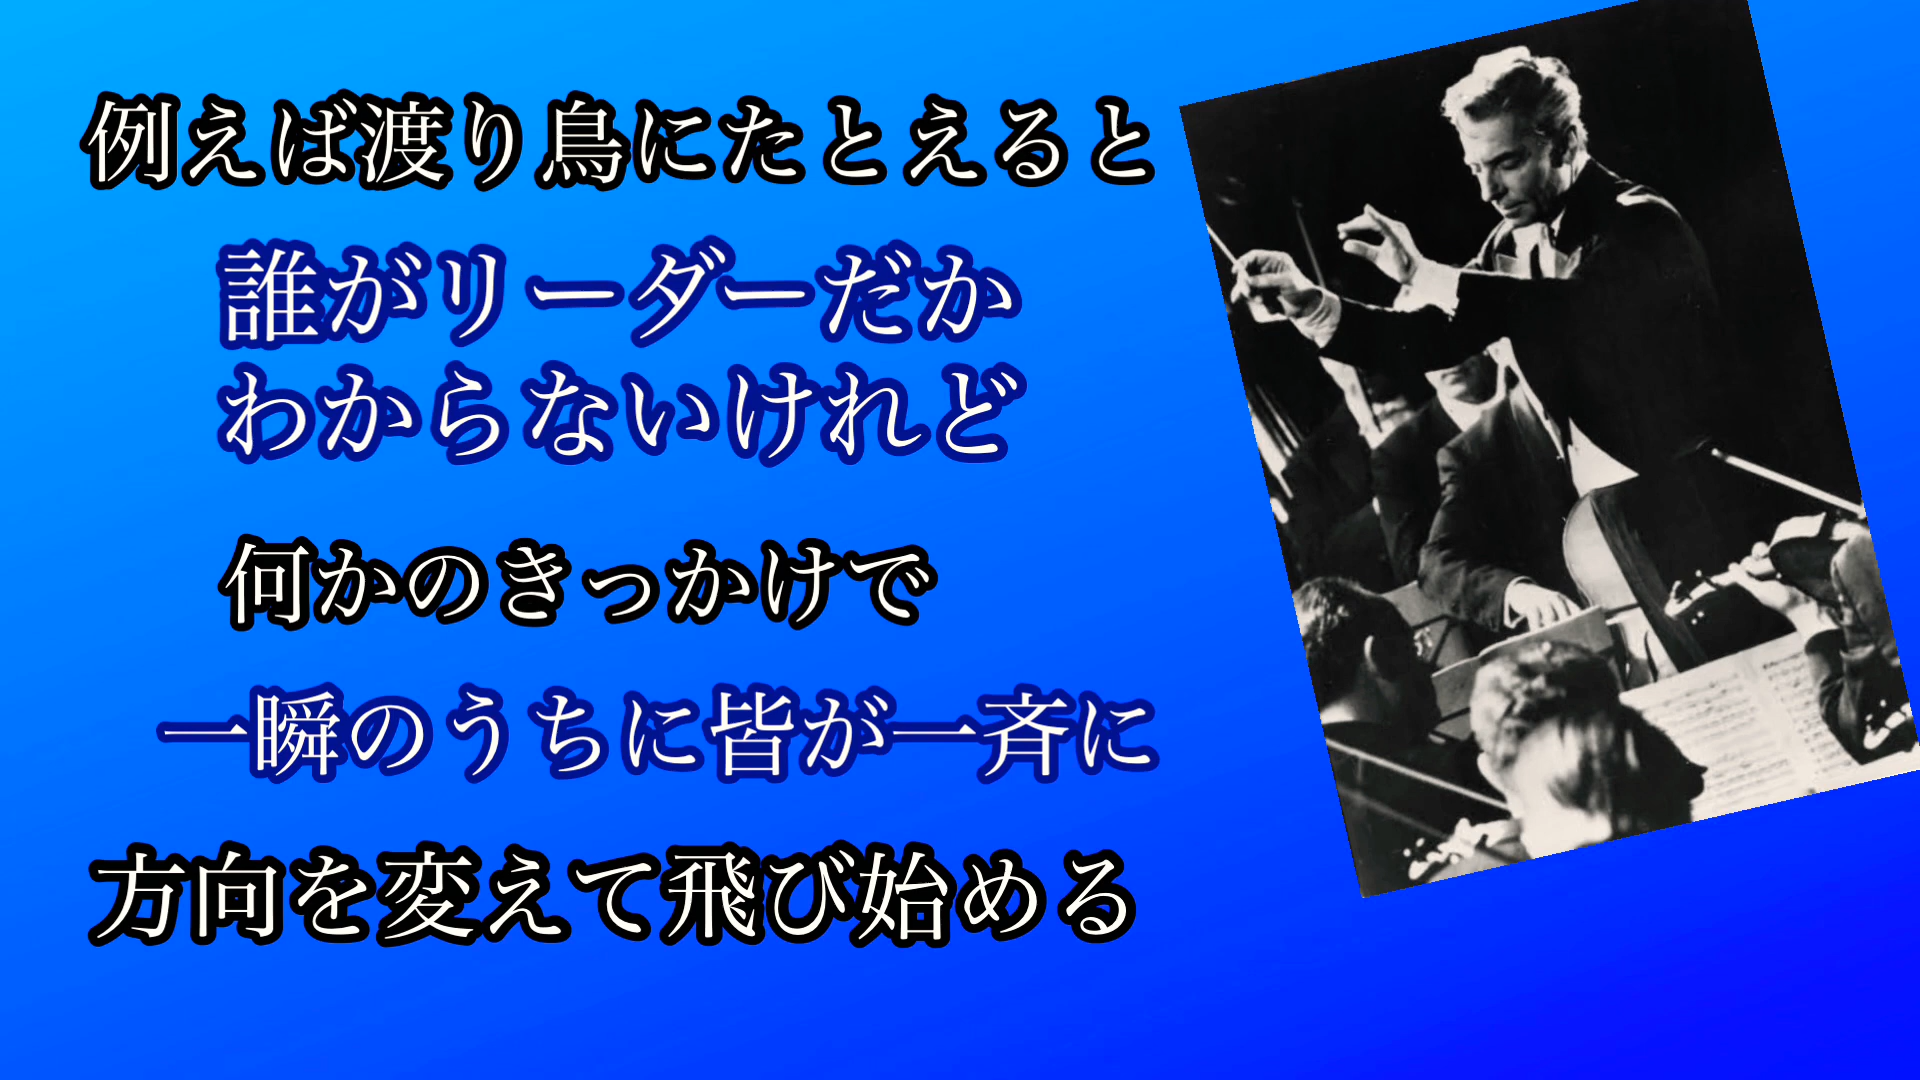 例えば渡り鳥にたとえると
誰がリーダーだか
わからないけれど
何かのきっかけで
一瞬のうちに皆が一斉に
方向を変えて飛び始める